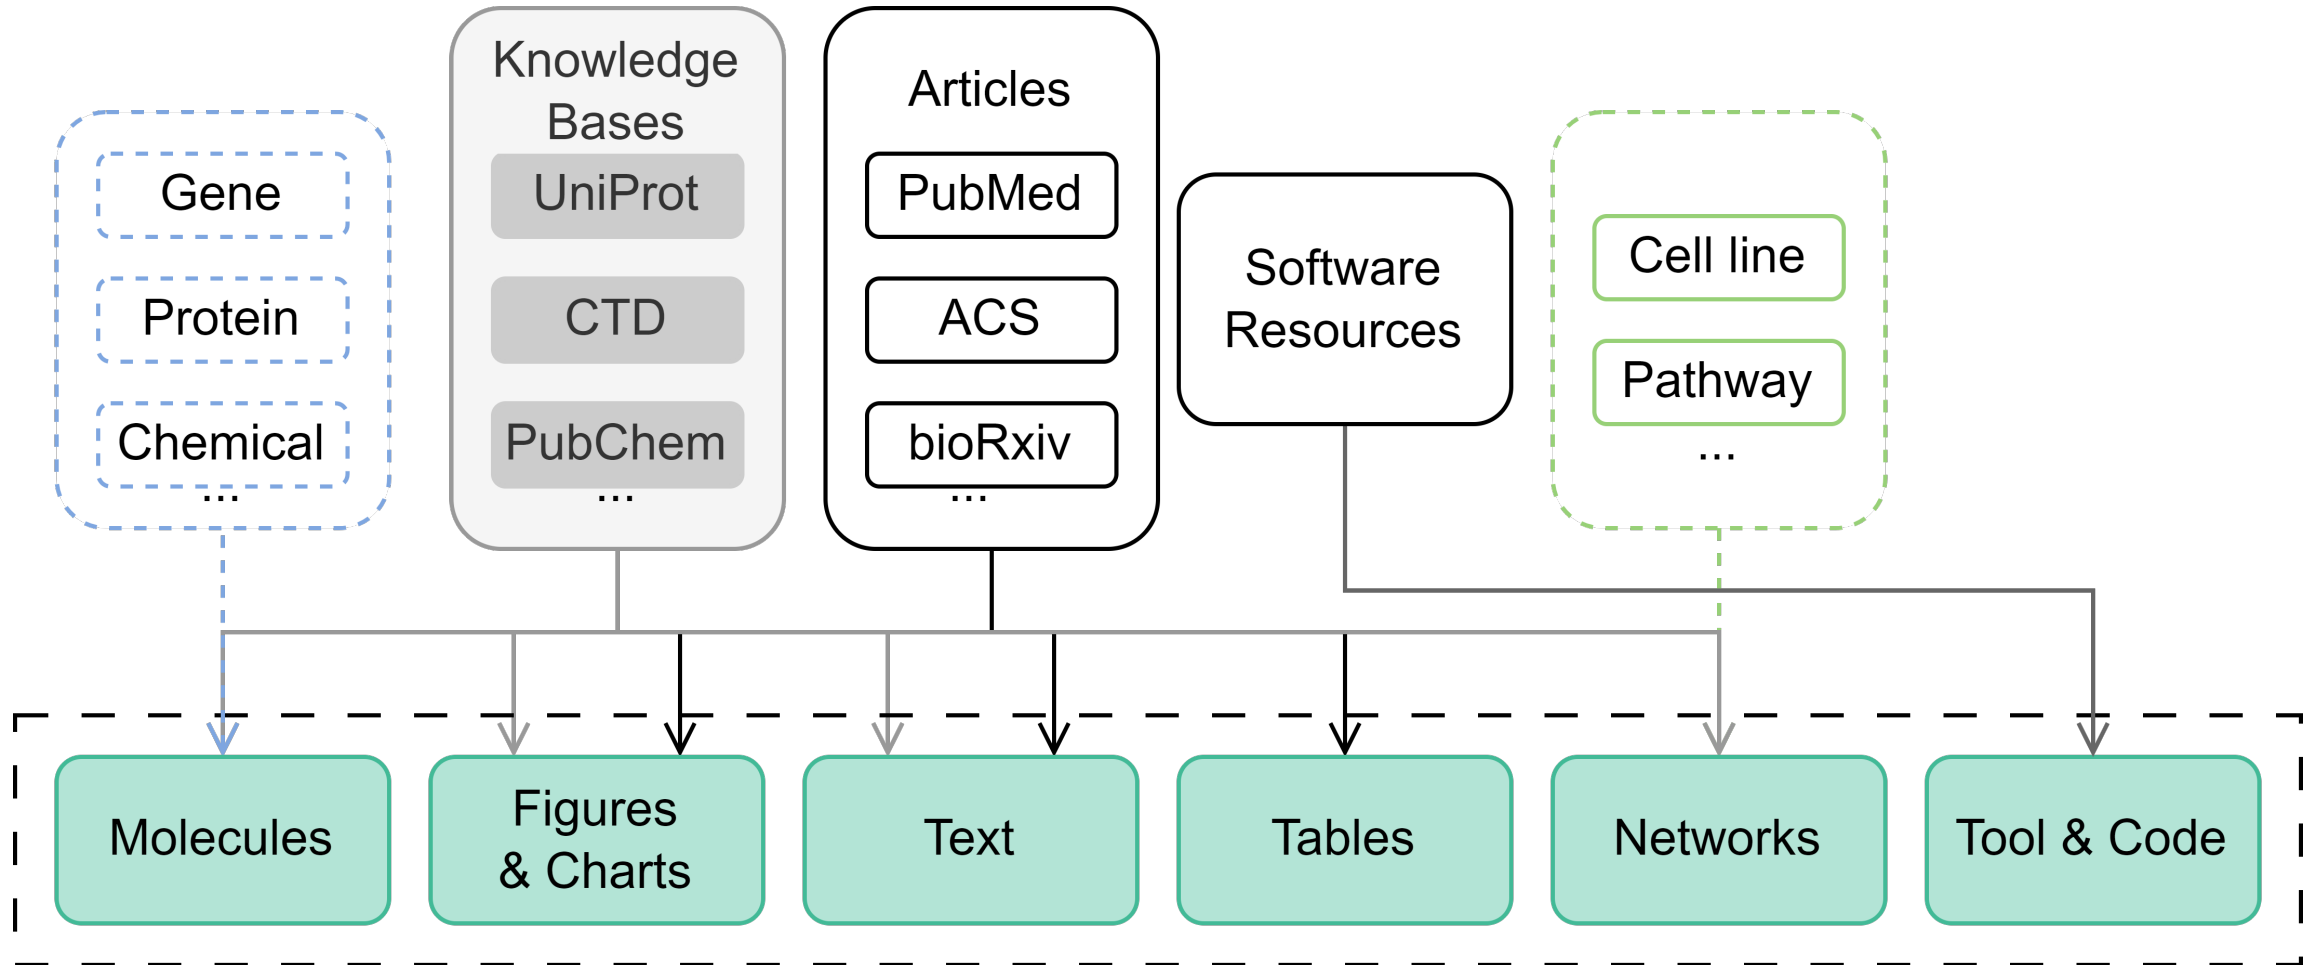 Gene
Protein
Chemical
...
Knowledge
Bases
UniProt
CTD
PubChem
...
Articles
PubMed
ACS
bioRxiv
...
Software
Resources
Cell line
Pathway
...
Molecules
Figures
& Charts
Text
Tables
Networks
Tool & Code